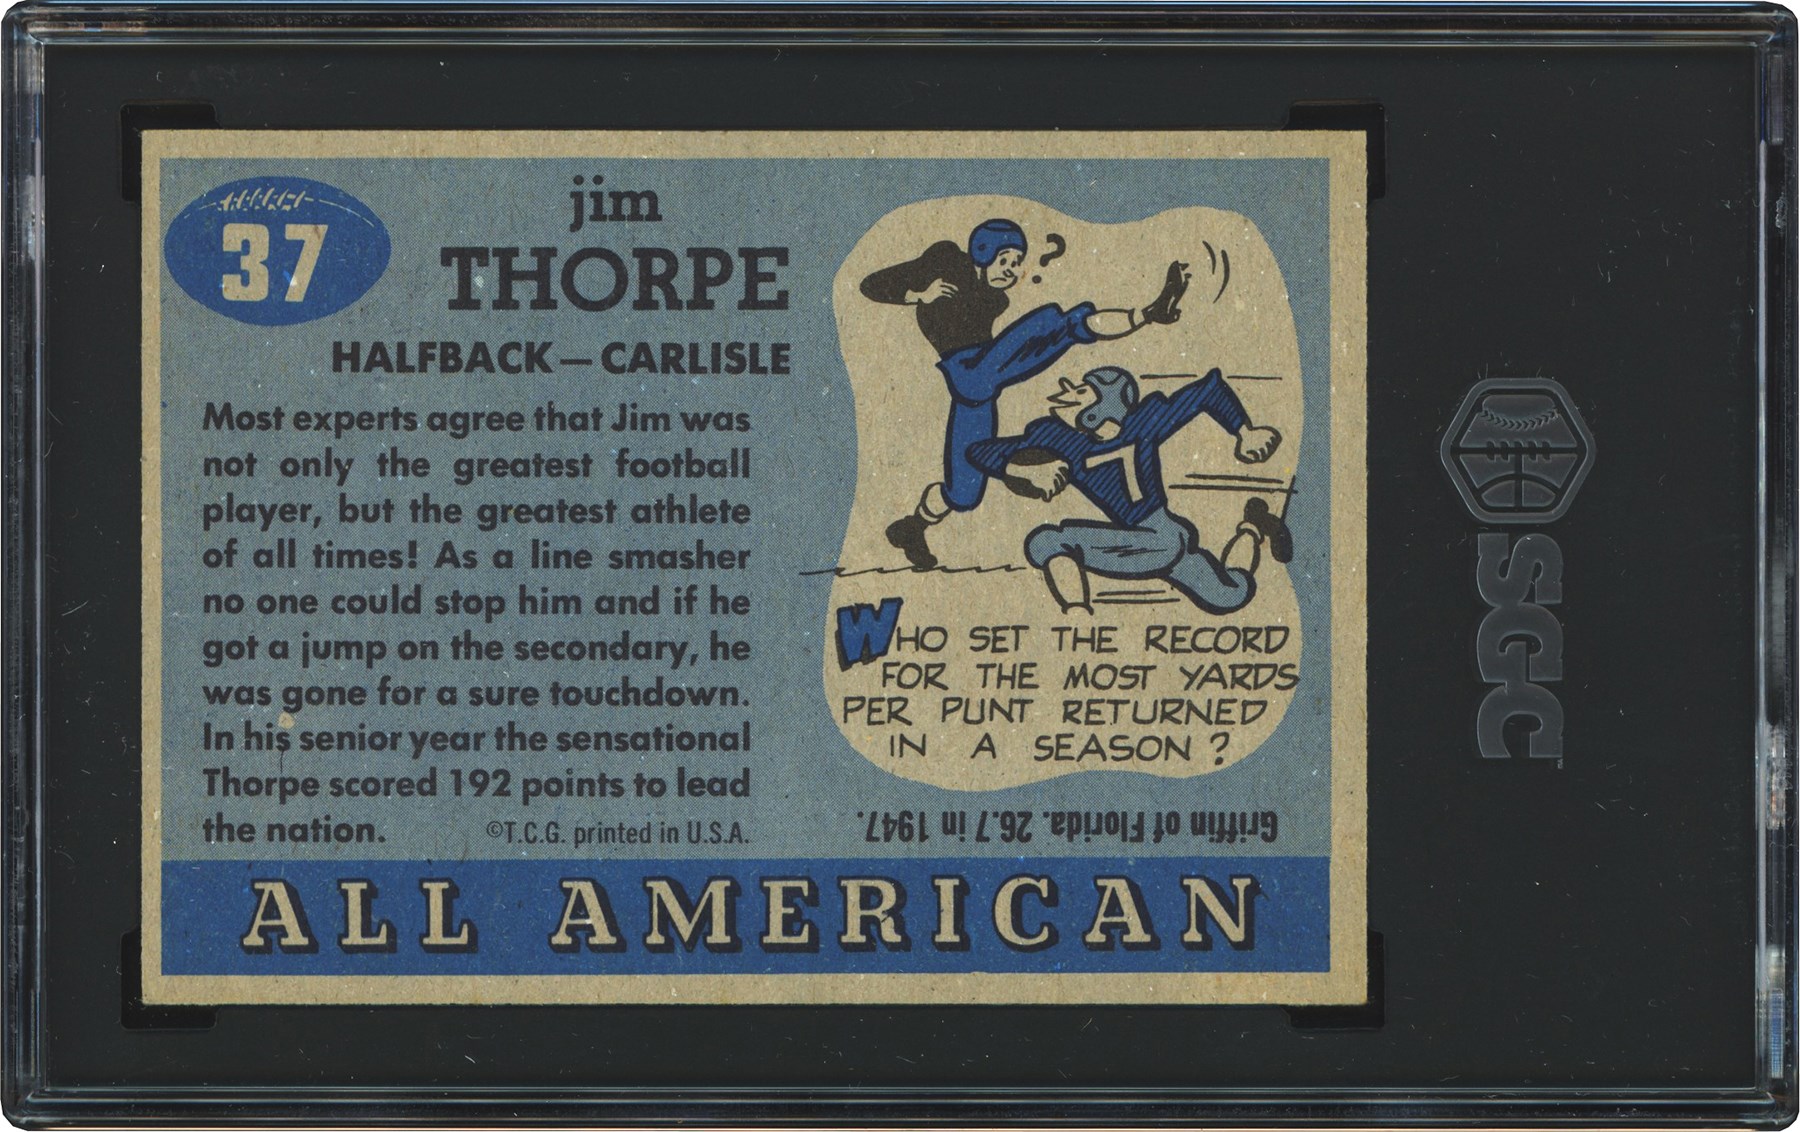 37
jim
THORPE
HALFBACK—CARLISLE
Most experts agree that Jim was
not only the greatest football
player, but the greatest athlete
of all times! As a line smasher
no one could stop him and if he
got a jump on the secondary, he
was gone for a sure touchdown.
In his senior year the sensational
Thorpe scored 192 points to lead
the nation.
©T.C.G. printed in U.S.A.
?
7
WHO SET THE RECORD
FOR THE MOST YARDS
PER PUNT RETURNED
IN A SEASON?
Griffin of Florida. 26.7 in 1947.
ALL AMERICAN
SGC